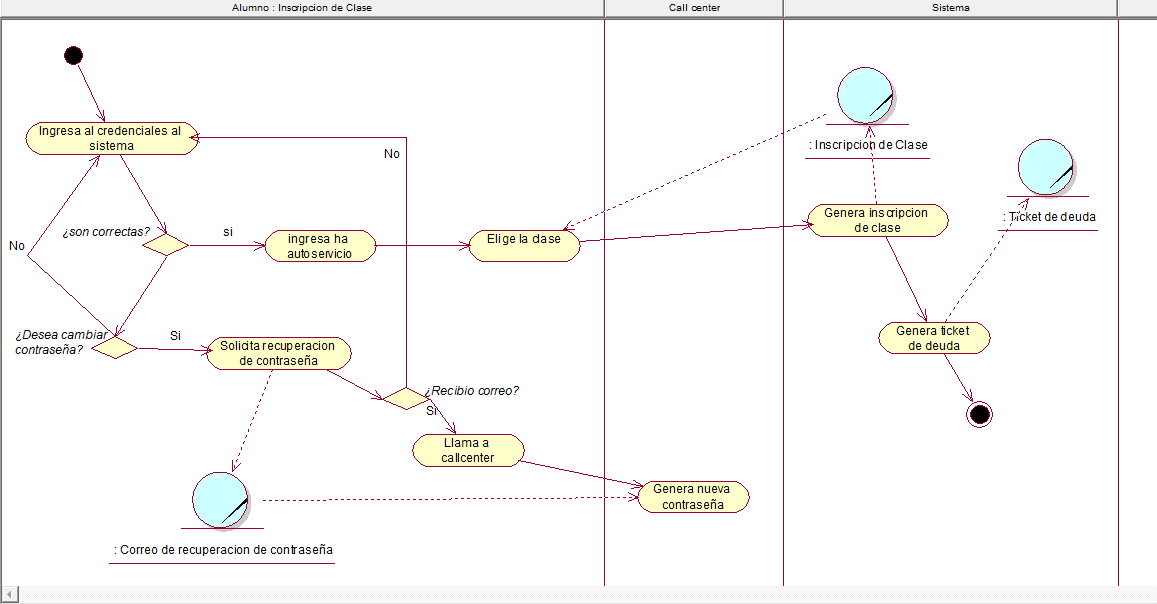 Alumno : Inscripcion de Clase
Call center
Sistema
Ingresa al credenciales al
sistema
No
: Inscripcion de Clase
: Ticket de deuda
Genera inscripcion
de clase
¿son correctas?
si
ingresa ha
autoservicio
Elige la clase
No
¿Desea cambiar
contraseña?
Si
Solicita recuperacion
de contraseña
Genera ticket
de deuda
¿Recibio correo?
Si
Llama a
callcenter
Genera nueva
contraseña
: Correo de recuperacion de contraseña